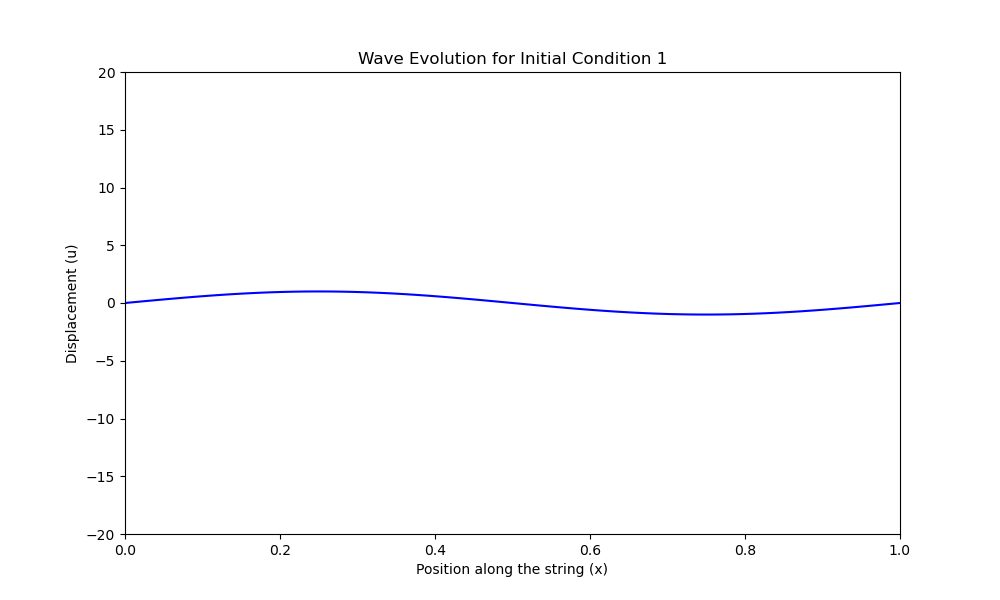 Wave Evolution for Initial Condition 1
20
15
10
5
0
−5
−10
−15
−20
Displacement (u)
0.0 0.2 0.4 0.6 0.8 1.0
Position along the string (x)